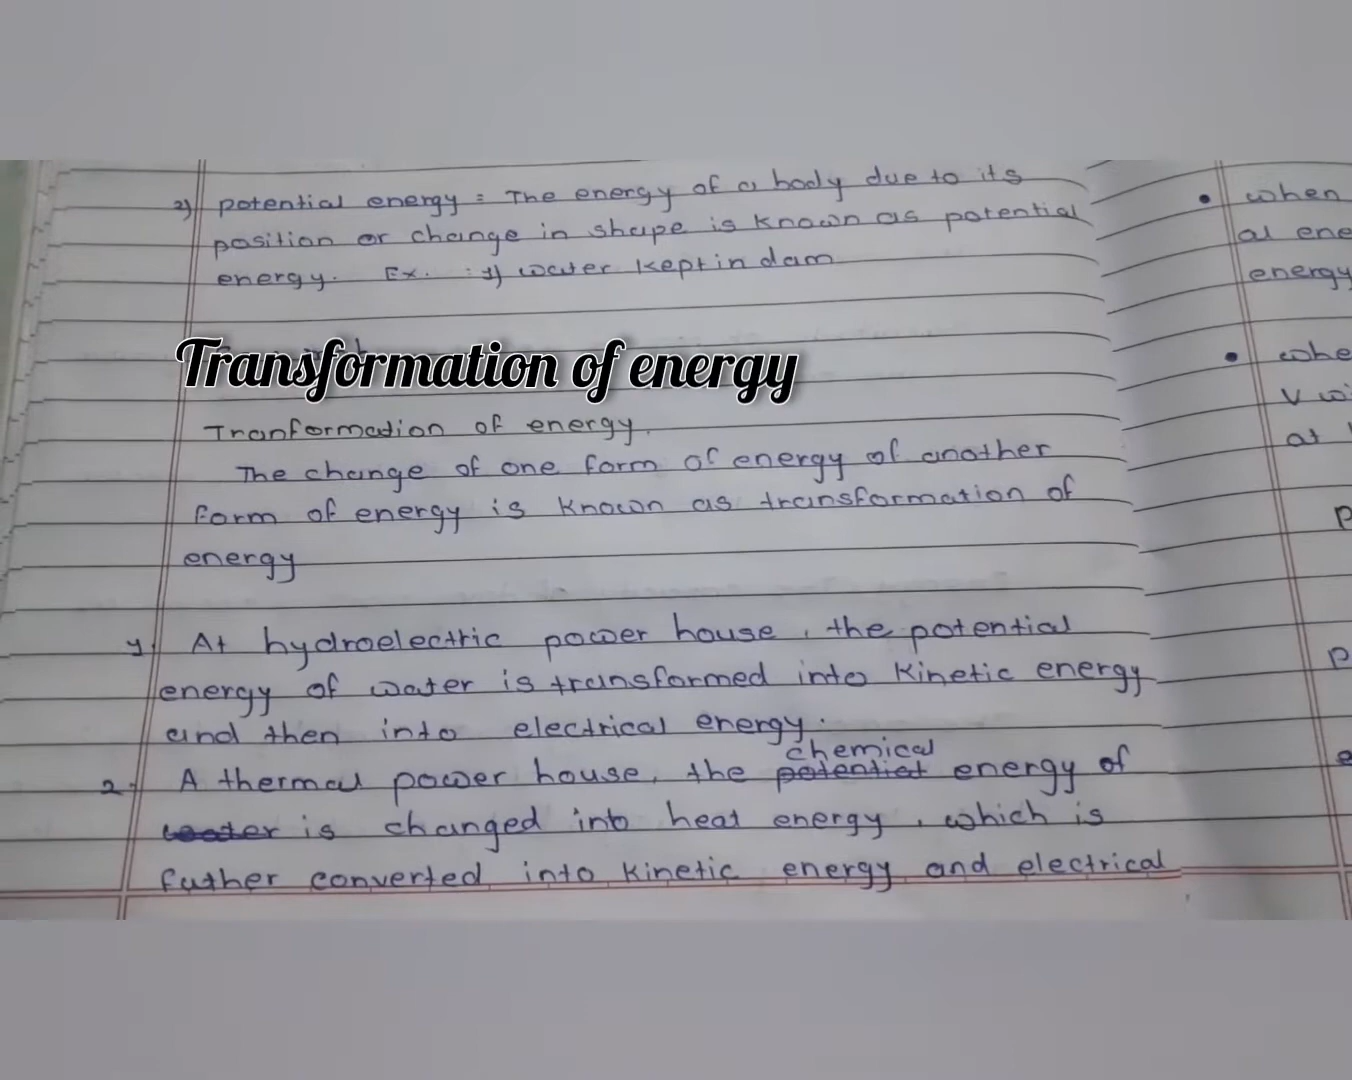 2) potential energy = The energy of a body due to its
position or change in shape is known as potential
energy. Ex. : 1) water kept in dam
Transformation of energy
Tranformation of energy.
The change of one form of energy of another
form of energy is known as transformation of
energy
1) At hydroelectric power house, the potential
energy of water is transformed into kinetic energy
and then into electrical energy.
chemical
2) A thermal power house, the potential energy of
water is changed into heat energy, which is
futher converted into kinetic energy and electrical
• when
al ene
energy
• whe
V wi
at
P
P
e